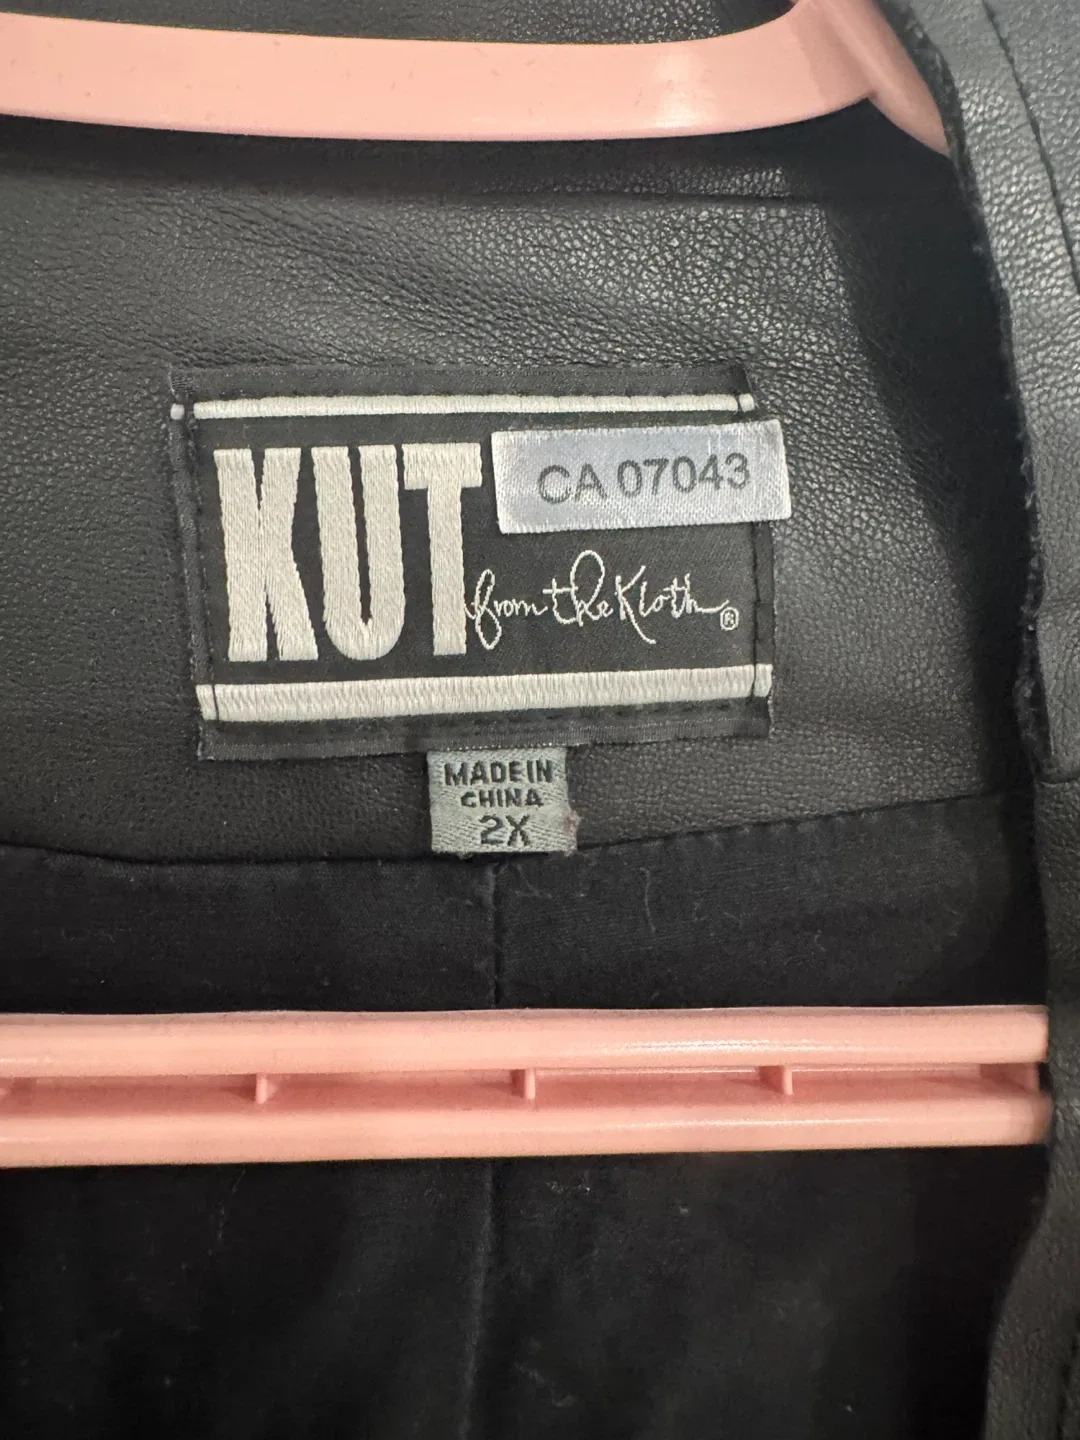 KUT
CA 07043
from the Kloth®
MADE IN
CHINA
2X